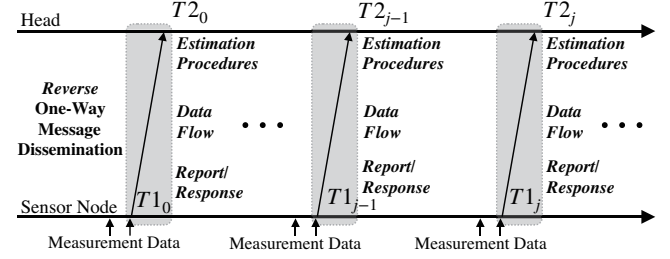 Head
T2_0
T2_{j−1}
T2_j
Estimation
Procedures
Estimation
Procedures
Estimation
Procedures
Reverse
One-Way
Message
Dissemination
Data
Flow
• • •
Data
Flow
Data
Flow
• • •
Report/
Response
Report/
Response
Report/
Response
Sensor Node
T1_0
T1_{j−1}
T1_j
Measurement Data
Measurement Data
Measurement Data